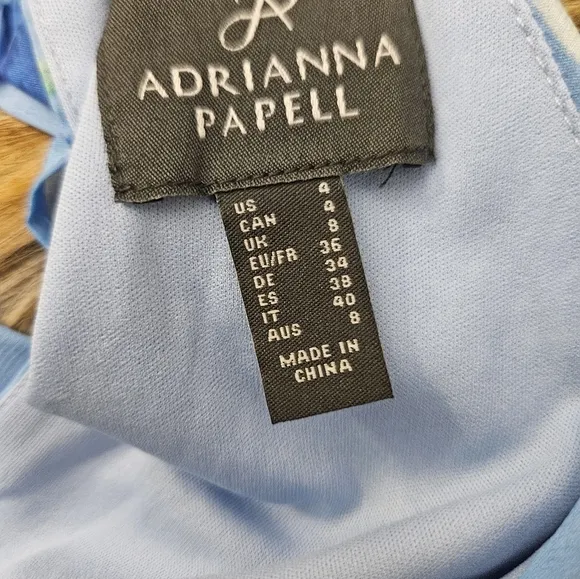 ADRIANNA
PAPELL
US 4
CAN 4
UK 8
EU/FR 36
DE 34
ES 38
IT 40
AUS 8
MADE IN
CHINA